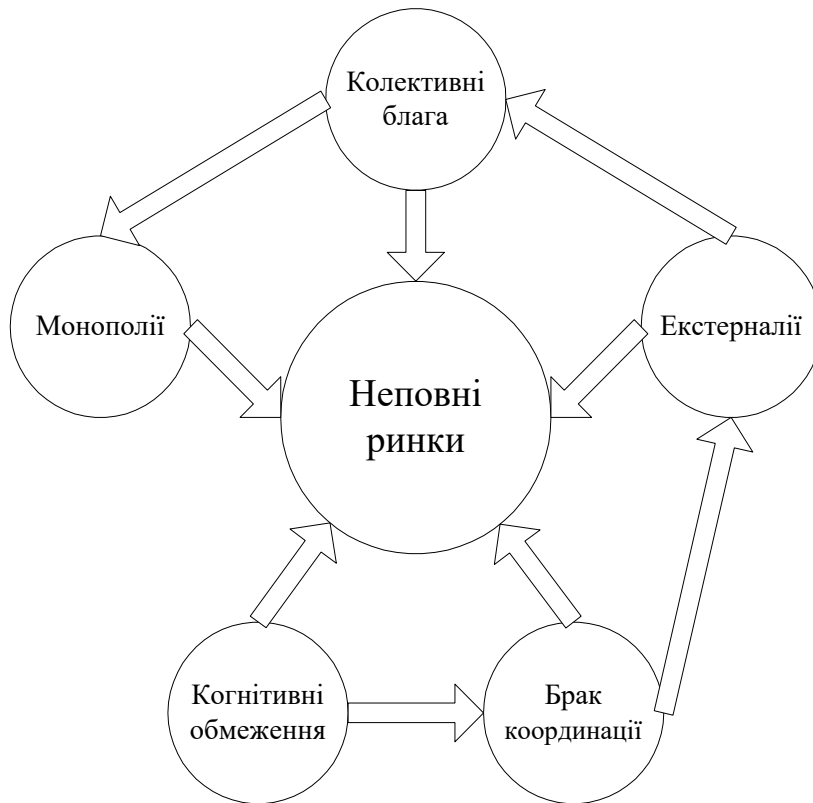 Колективні
блага
Монополії
Екстерналії
Неповні
ринки
Когнітивні
обмеження
Брак
координації